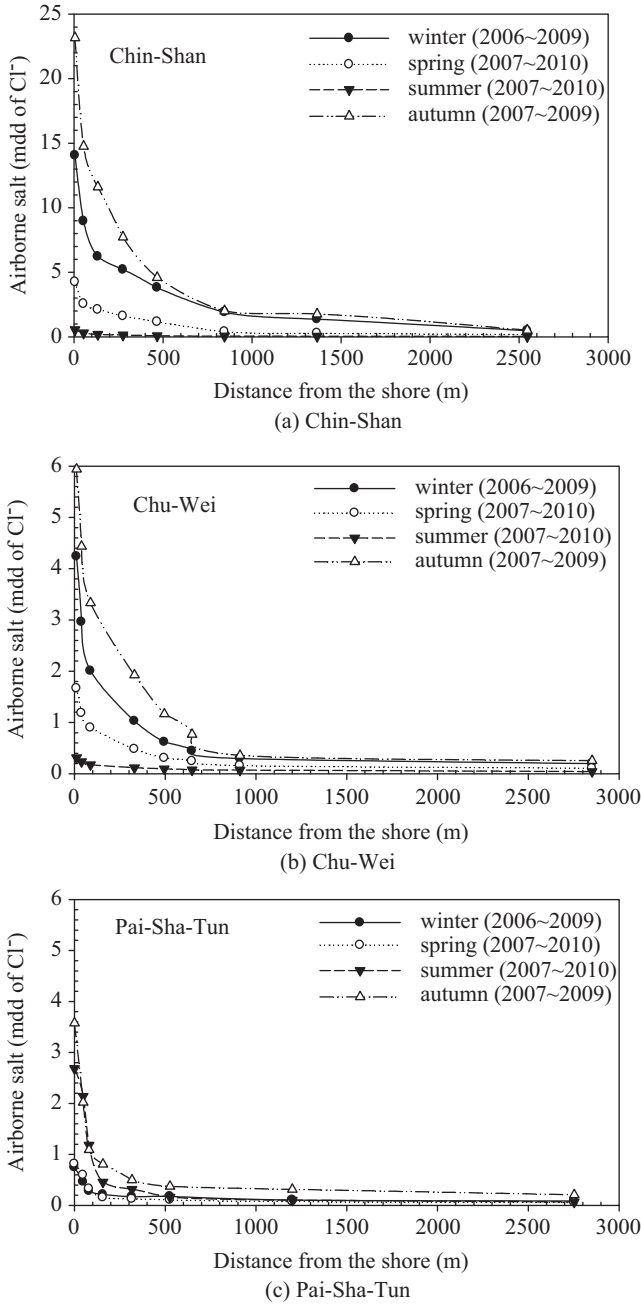 25
20
15
10
5
0
Airborne salt (mdd of Cl⁻)
Chin-Shan
winter (2006~2009)
spring (2007~2010)
summer (2007~2010)
autumn (2007~2009)
0 500 1000 1500 2000 2500 3000
Distance from the shore (m)
(a) Chin-Shan
6
5
4
3
2
1
0
Airborne salt (mdd of Cl⁻)
Chu-Wei
winter (2006~2009)
spring (2007~2010)
summer (2007~2010)
autumn (2007~2009)
0 500 1000 1500 2000 2500 3000
Distance from the shore (m)
(b) Chu-Wei
6
5
4
3
2
1
0
Airborne salt (mdd of Cl⁻)
Pai-Sha-Tun
winter (2006~2009)
spring (2007~2010)
summer (2007~2010)
autumn (2007~2009)
0 500 1000 1500 2000 2500 3000
Distance from the shore (m)
(c) Pai-Sha-Tun